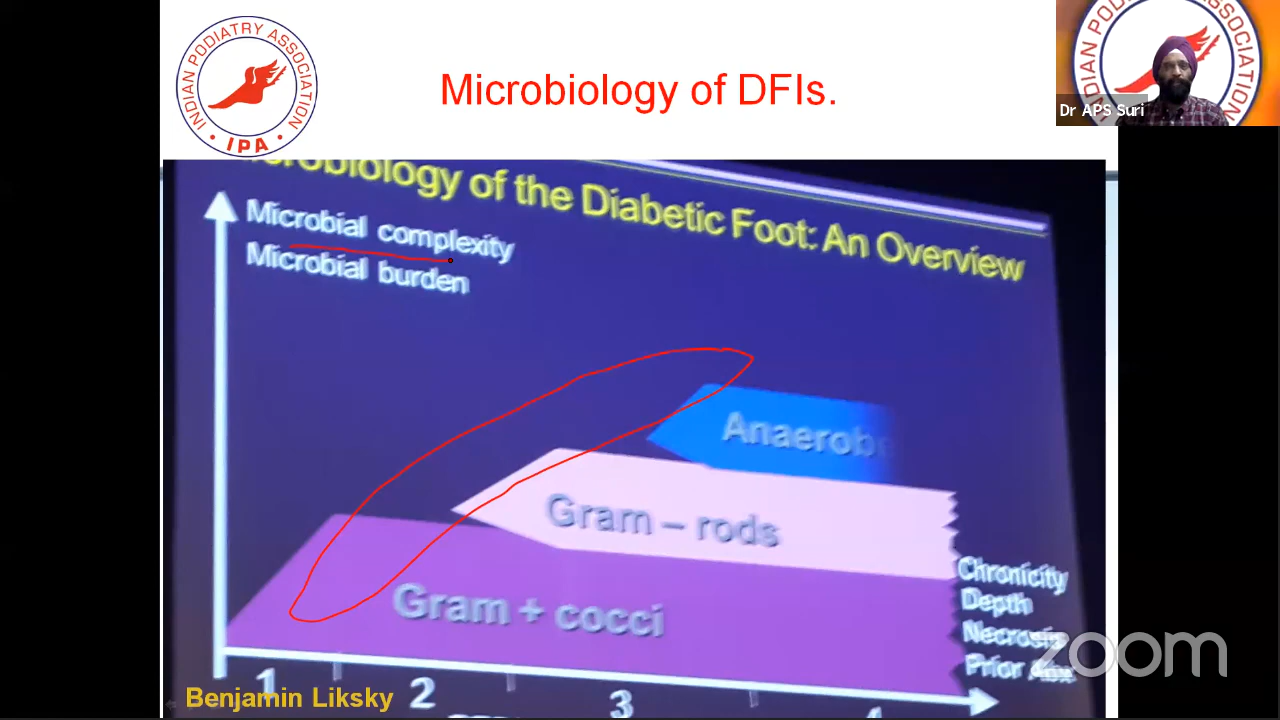 INDIAN PODIATRY ASSOCIATION
• IPA •
Microbiology of DFIs.
Dr APS Suri
Microbiology of the Diabetic Foot: An Overview
Microbial complexity
Microbial burden
Anaerob
Gram – rods
Gram + cocci
Chronicity
Depth
Necrosis
Prior
zoom
1 2 3 4
Benjamin Liksky